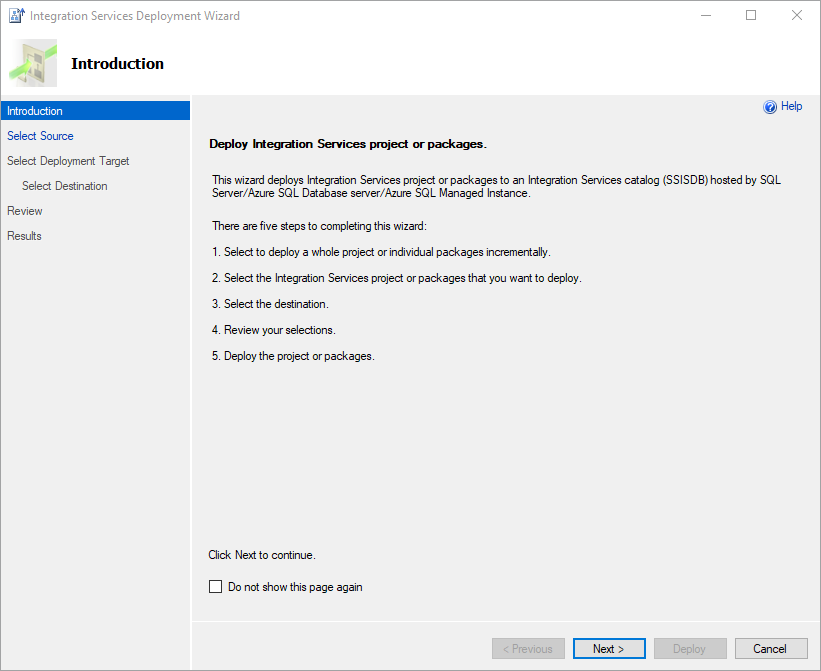 Integration Services Deployment Wizard
Introduction
Introduction
Select Source
Select Deployment Target
Select Destination
Review
Results
Help
Deploy Integration Services project or packages.
This wizard deploys Integration Services project or packages to an Integration Services catalog (SSISDB) hosted by SQL
Server/Azure SQL Database server/Azure SQL Managed Instance.
There are five steps to completing this wizard:
1. Select to deploy a whole project or individual packages incrementally.
2. Select the Integration Services project or packages that you want to deploy.
3. Select the destination.
4. Review your selections.
5. Deploy the project or packages.
Click Next to continue.
Do not show this page again
< Previous
Next >
Deploy
Cancel